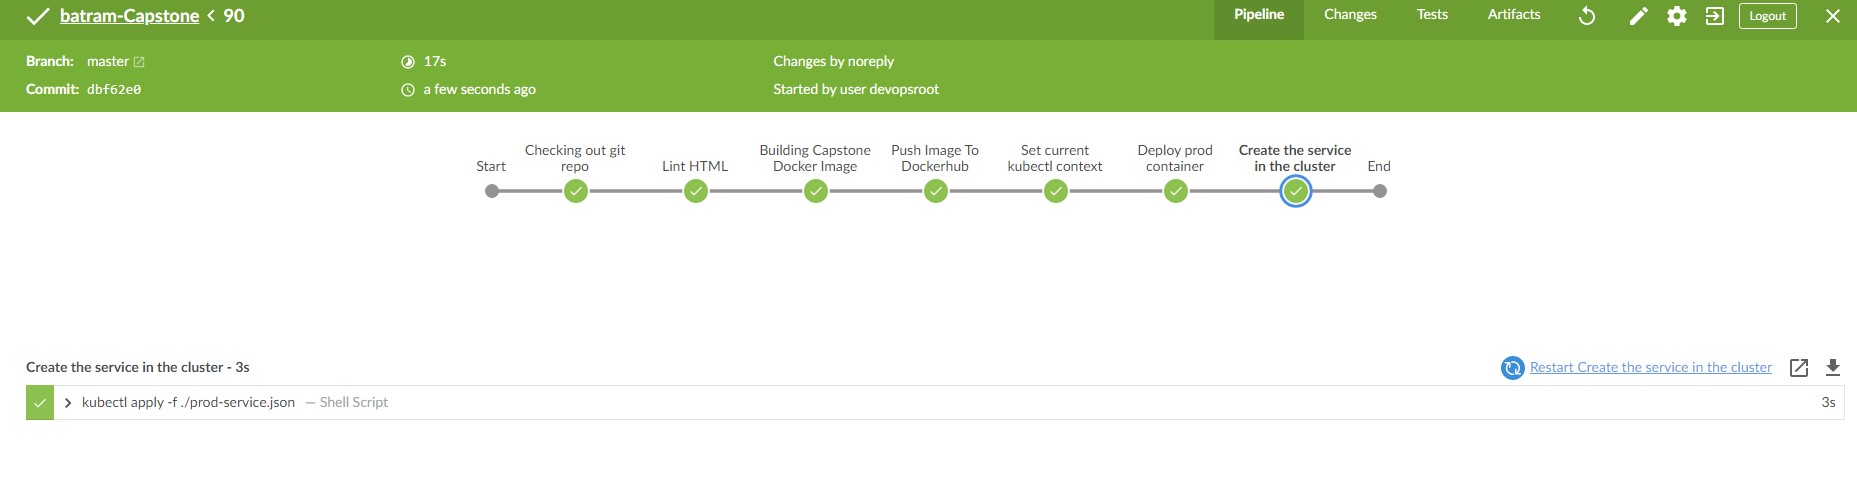 batram-Capstone < 90
Pipeline
Changes
Tests
Artifacts
Logout
Branch: master
17s
Changes by noreply
Commit: dbf62e0
a few seconds ago
Started by user devopsroot
Start
Checking out git
repo
Lint HTML
Building Capstone
Docker Image
Push Image To
Dockerhub
Set current
kubectl context
Deploy prod
container
Create the service
in the cluster
End
Create the service in the cluster - 3s
Restart Create the service in the cluster
kubectl apply -f ./prod-service.json — Shell Script
3s